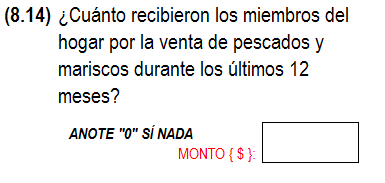 (8.14) ¿Cuánto recibieron los miembros del
hogar por la venta de pescados y
mariscos durante los últimos 12
meses?
ANOTE "0" SÍ NADA
MONTO { $ }: